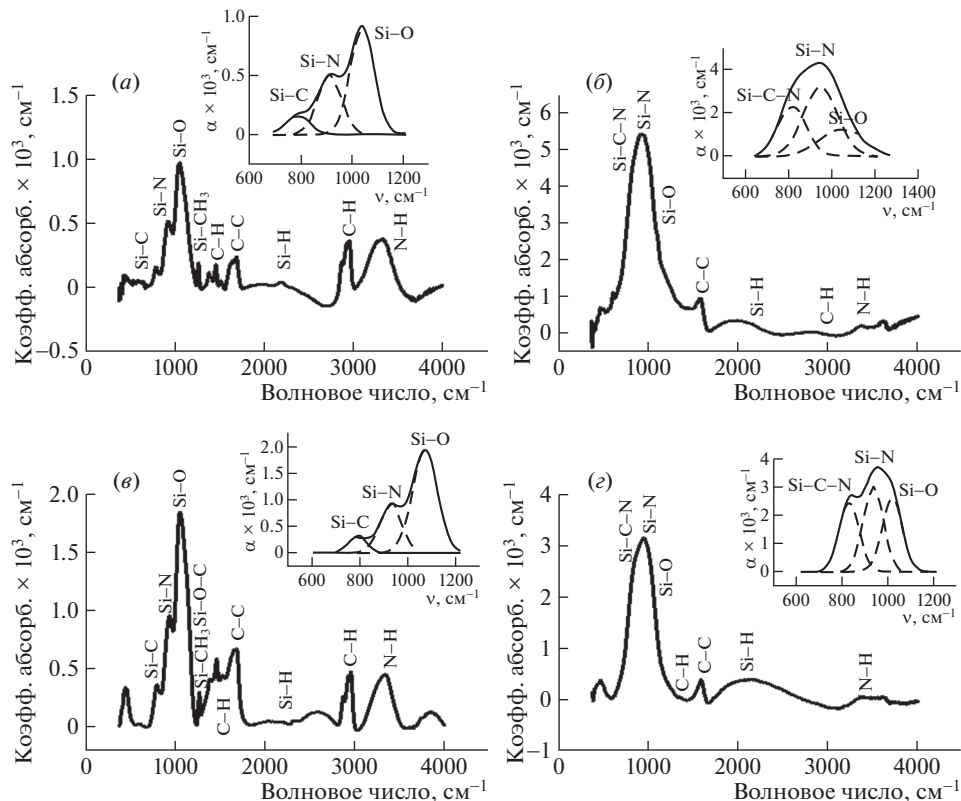 (а)
Коэфф. абсорб. × 10³, см⁻¹
1.5
1.0
0.5
0
−0.5
Si–C
Si–N
Si–O
Si–CH₃
C–H
C–C
Si–H
C–H
N–H
0 1000 2000 3000 4000
Волновое число, см⁻¹
α × 10³, см⁻¹
1.0
0.5
0
Si–C
Si–N
Si–O
600 800 1000 1200
ν, см⁻¹
(б)
Коэфф. абсорб. × 10³, см⁻¹
6
5
4
3
2
1
0
Si–C–N
Si–N
Si–O
C–C
Si–H
C–H
N–H
0 1000 2000 3000 4000
Волновое число, см⁻¹
α × 10³, см⁻¹
4
2
0
Si–C–N
Si–N
Si–O
600 800 1000 1200 1400
ν, см⁻¹
(в)
Коэфф. абсорб. × 10³, см⁻¹
2.0
1.5
1.0
0.5
0
Si–C
Si–N
Si–O
Si–CH₃
Si–O–C
C–H
C–C
Si–H
C–H
N–H
0 1000 2000 3000 4000
Волновое число, см⁻¹
α × 10³, см⁻¹
2.0
1.5
1.0
0.5
0
Si–C
Si–N
Si–O
600 800 1000 1200
ν, см⁻¹
(г)
Коэфф. абсорб. × 10³, см⁻¹
4
3
2
1
0
−1
Si–C–N
Si–N
Si–O
C–H
C–C
Si–H
N–H
0 1000 2000 3000 4000
Волновое число, см⁻¹
α × 10³, см⁻¹
4
3
2
1
0
Si–C–N
Si–N
Si–O
600 800 1000 1200
ν, см⁻¹